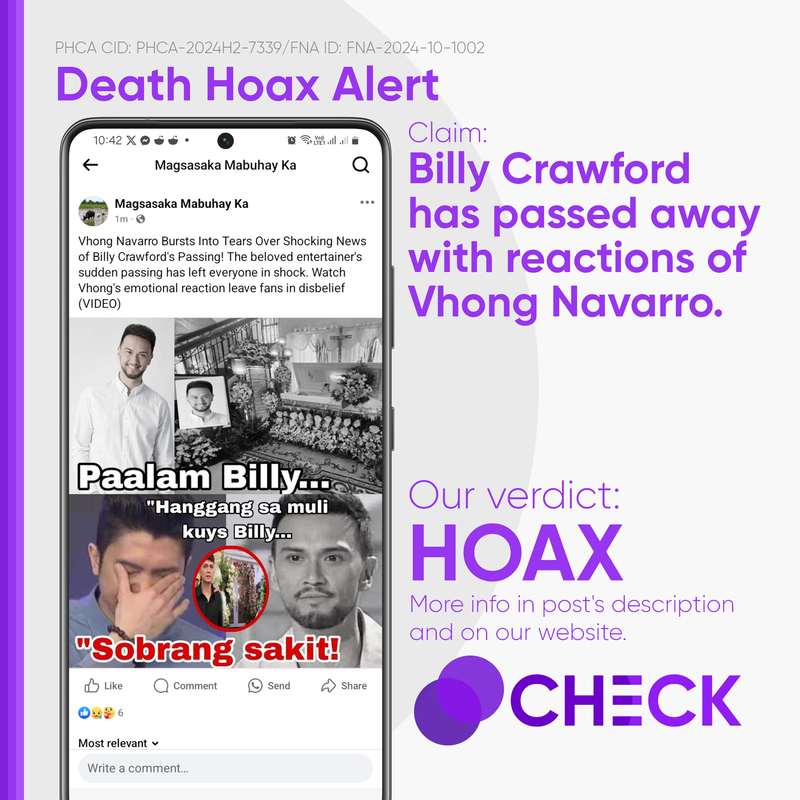 PHCA CID: PHCA-2024H2-7339/FNA ID: FNA-2024-10-1002
Death Hoax Alert
10:42
Magsasaka Mabuhay Ka
Magsasaka Mabuhay Ka
1m ·
Vhong Navarro Bursts Into Tears Over Shocking News
of Billy Crawford's Passing! The beloved entertainer's
sudden passing has left everyone in shock. Watch
Vhong's emotional reaction leave fans in disbelief
(VIDEO)
Paalam Billy...
"Hanggang sa muli
kuys Billy...
"Sobrang sakit!
Like Comment Send Share
6
Most relevant
Write a comment...
Claim:
Billy Crawford
has passed away
with reactions of
Vhong Navarro.
Our verdict:
HOAX
More info in post's description
and on our website.
CHECK